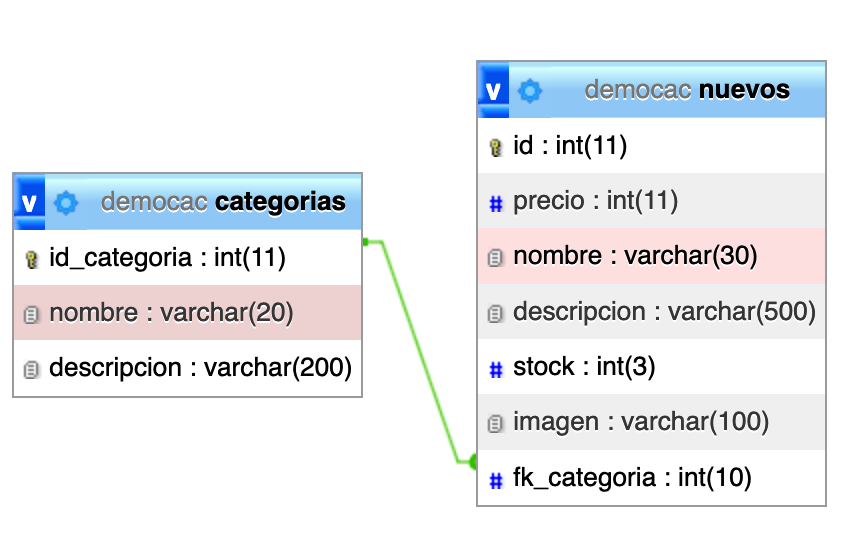 v democac categorias
id_categoria : int(11)
nombre : varchar(20)
descripcion : varchar(200)
v democac nuevos
id : int(11)
# precio : int(11)
nombre : varchar(30)
descripcion : varchar(500)
# stock : int(3)
imagen : varchar(100)
# fk_categoria : int(10)